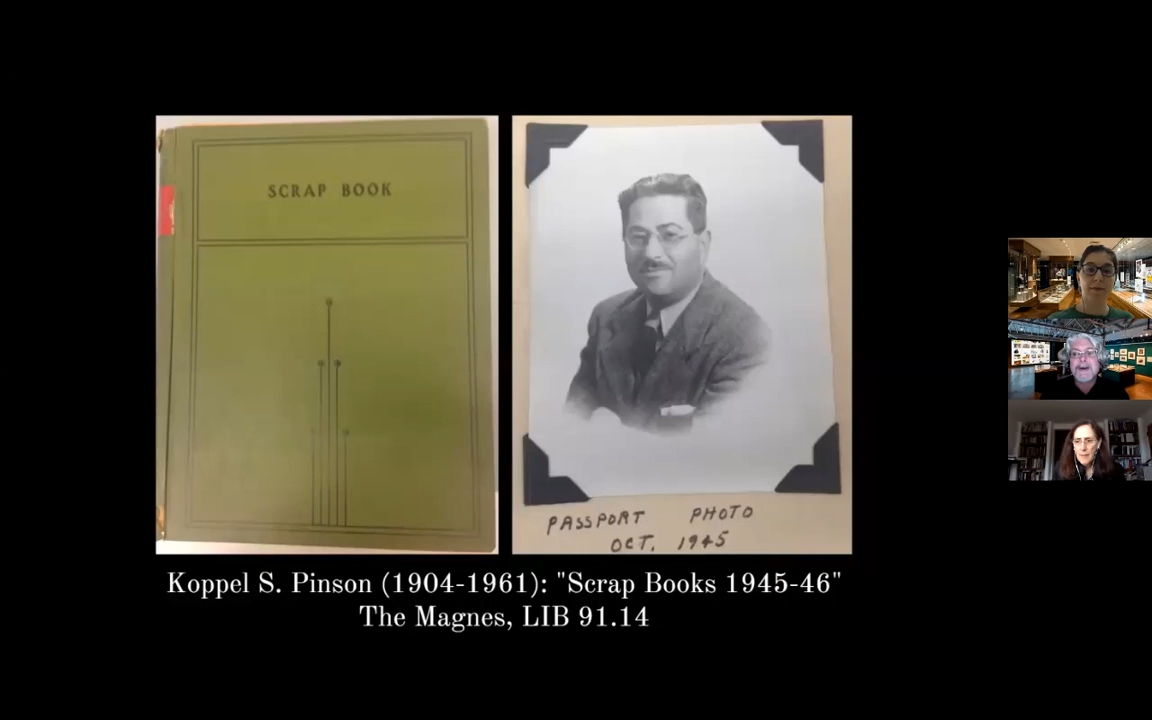 SCRAP BOOK
PASSPORT PHOTO
OCT. 1945
Koppel S. Pinson (1904-1961): "Scrap Books 1945-46"
The Magnes, LIB 91.14